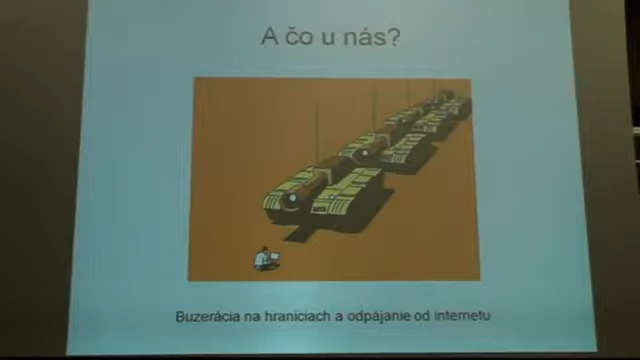 A čo u nás?
Buzerácia na hraniciach a odpájanie od internetu